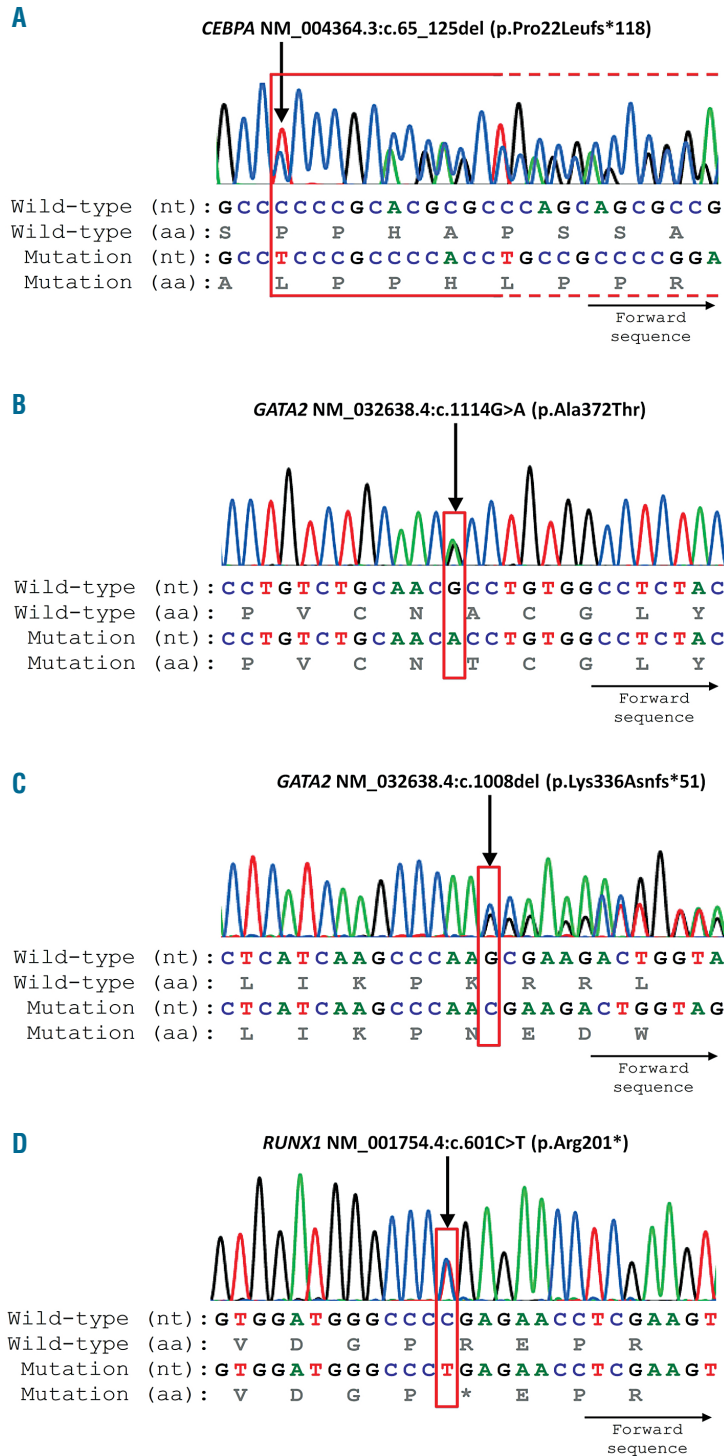 A
CEBPA NM_004364.3:c.65_125del (p.Pro22Leufs*118)
Wild-type (nt): GCCCCCCGCACGCGCCCAGCAGCGCCG
Wild-type (aa): S P P H A P S S A
Mutation (nt): GCCTCCCGCCCCACCTGCCGCCCCGGA
Mutation (aa): A L P P H L P P R
Forward
sequence
B
GATA2 NM_032638.4:c.1114G>A (p.Ala372Thr)
Wild-type (nt): CCTGTCTGCAACGCCTGTGGCCTCTAC
Wild-type (aa): P V C N A C G L Y
Mutation (nt): CCTGTCTGCAACACCTGTGGCCTCTAC
Mutation (aa): P V C N T C G L Y
Forward
sequence
C
GATA2 NM_032638.4:c.1008del (p.Lys336Asnfs*51)
Wild-type (nt): CTCATCAAGCCCAAGCGAAGACTGGTA
Wild-type (aa): L I K P K R R L
Mutation (nt): CTCATCAAGCCCAACGAAGACTGGTAG
Mutation (aa): L I K P N E D W
Forward
sequence
D
RUNX1 NM_001754.4:c.601C>T (p.Arg201*)
Wild-type (nt): GTGGATGGGCCCCGAGAACCTCGAAGT
Wild-type (aa): V D G P R E P R
Mutation (nt): GTGGATGGGCCCTGAGAACCTCGAAGT
Mutation (aa): V D G P * E P R
Forward
sequence